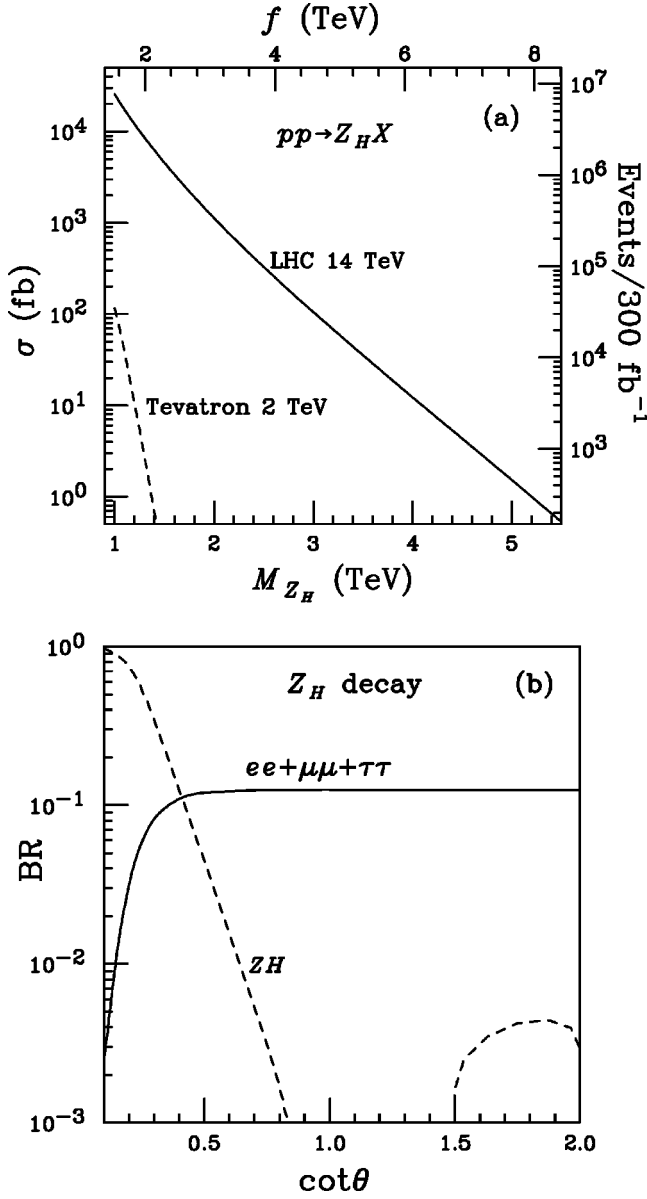 f (TeV)
2 4 6 8
(a)
pp→Z_H X
LHC 14 TeV
Tevatron 2 TeV
σ (fb)
10⁴
10³
10²
10¹
10⁰
Events/300 fb⁻¹
10⁷
10⁶
10⁵
10⁴
10³
1 2 3 4 5
M_{Z_H} (TeV)
Z_H decay (b)
ee+μμ+ττ
ZH
BR
10⁰
10⁻¹
10⁻²
10⁻³
0.5 1.0 1.5 2.0
cotθ